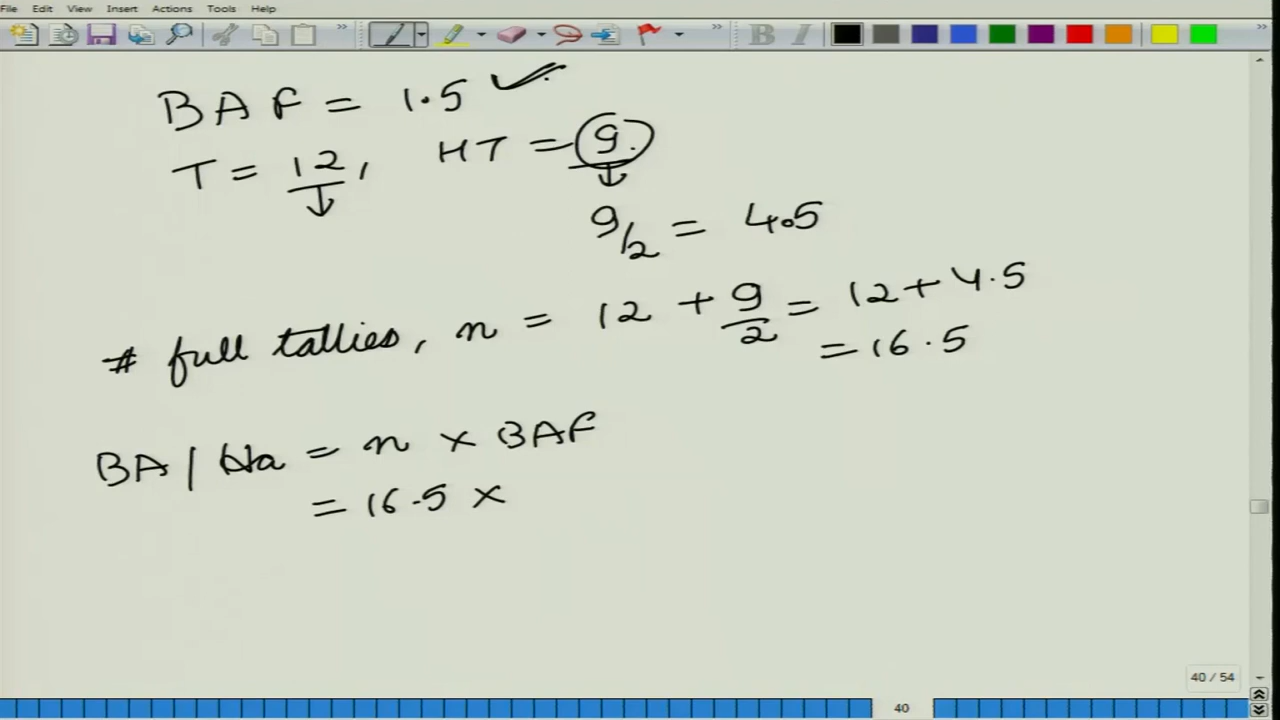 File Edit View Insert Actions Tools Help
BAF = 1.5
T = 12, HT = 9.
9/2 = 4.5
# full tallies, n = 12 + 9/2 = 12 + 4.5
= 16.5
BA | Ha = n × BAF
= 16.5 ×
40 / 54
40